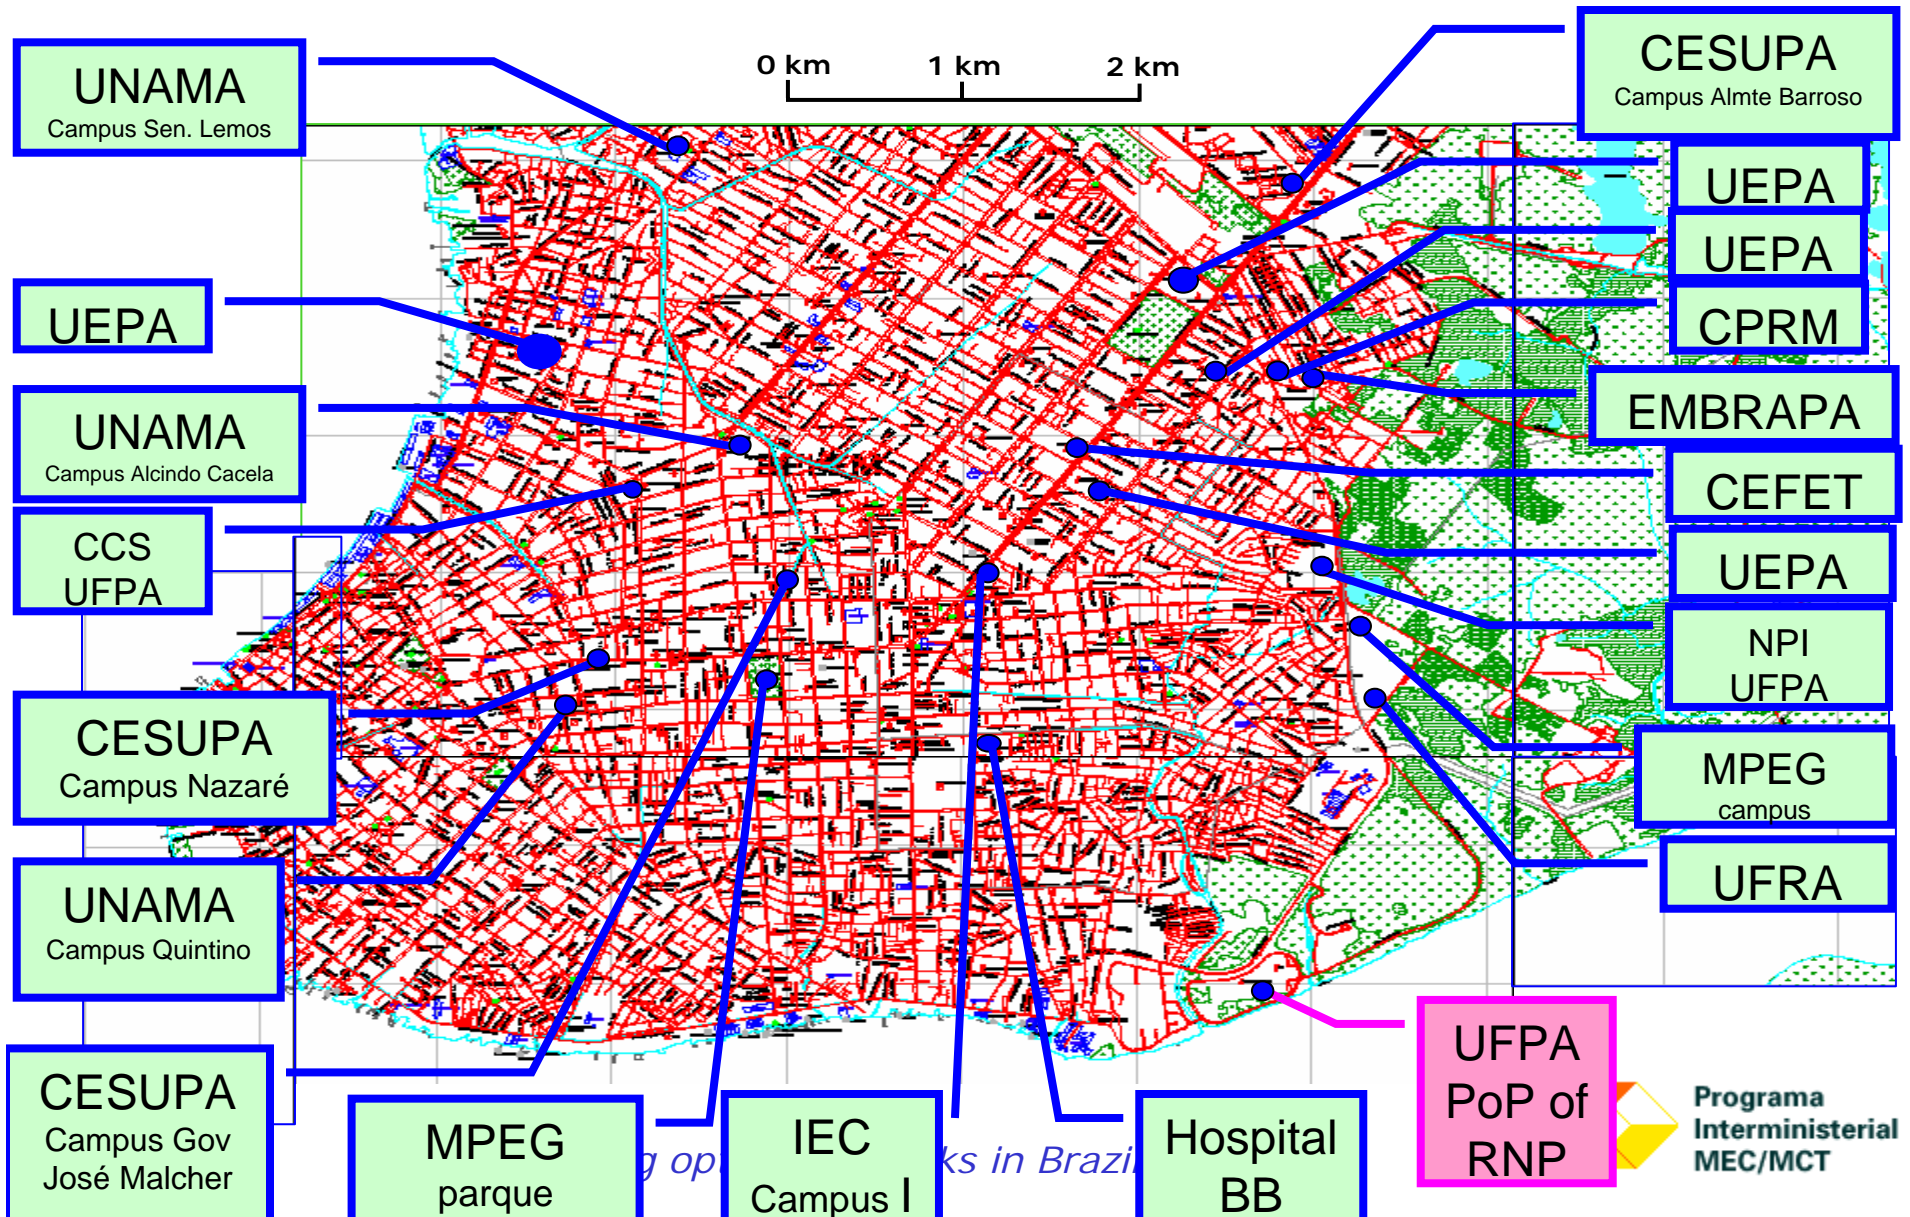 0 km 1 km 2 km
UNAMA
Campus Sen. Lemos
UEPA
UNAMA
Campus Alcindo Cacela
CCS
UFPA
CESUPA
Campus Nazaré
UNAMA
Campus Quintino
CESUPA
Campus Gov
José Malcher
MPEG
parque
IEC
Campus I
Hospital
BB
UFPA
PoP of
RNP
CESUPA
Campus Almte Barroso
UEPA
UEPA
CPRM
EMBRAPA
CEFET
UEPA
NPI
UFPA
MPEG
campus
UFRA
in Brazil
Programa
Interministerial
MEC/MCT